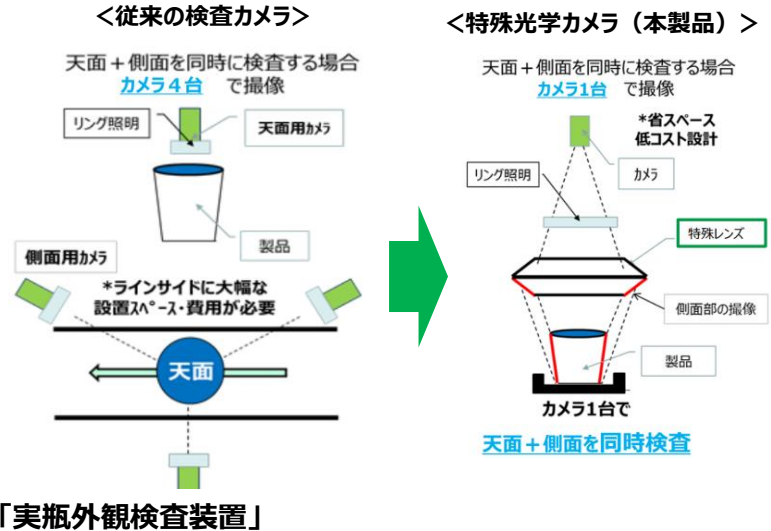 ＜従来の検査カメラ＞
天面＋側面を同時に検査する場合
カメラ４台　で撮像
リング照明
天面用カメラ
製品
側面用カメラ
*ラインサイドに大幅な
設置スペース・費用が必要
天面
＜特殊光学カメラ（本製品）＞
天面＋側面を同時に検査する場合
カメラ1台　で撮像
*省スペース
低コスト設計
カメラ
リング照明
特殊レンズ
側面部の撮像
製品
カメラ1台で
天面＋側面を同時検査
「実瓶外観検査装置」